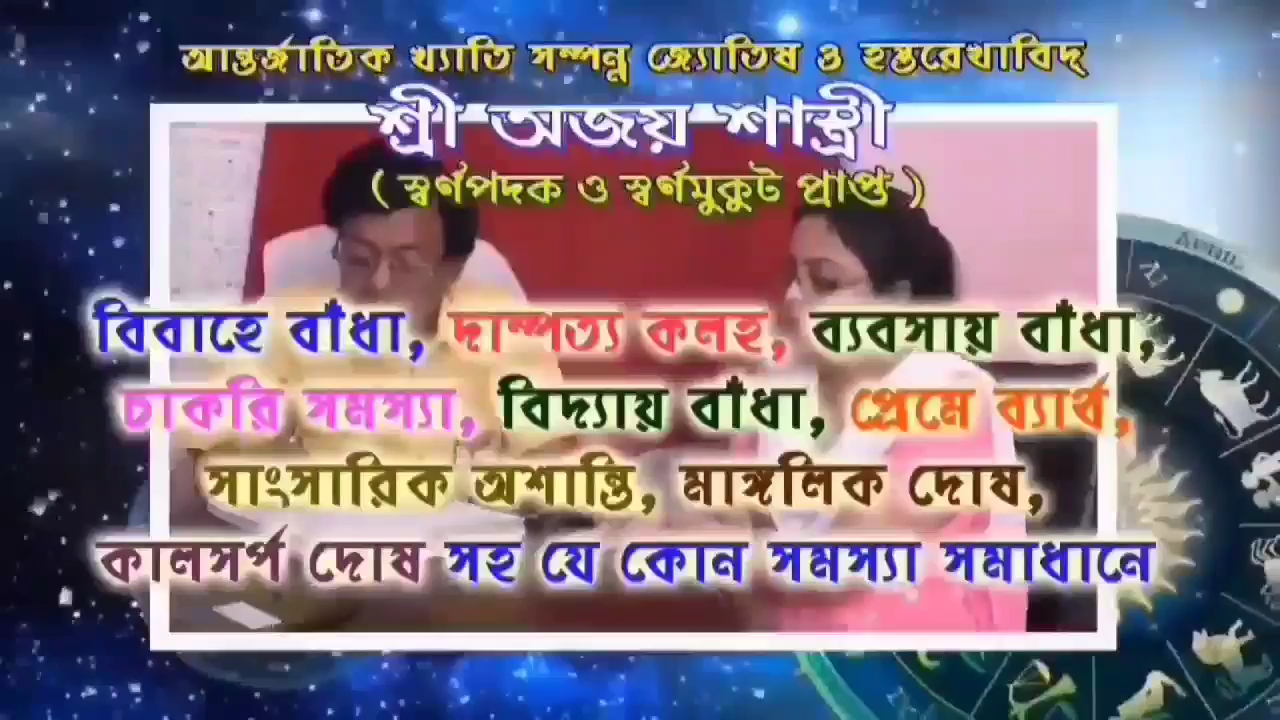 আন্তর্জাতিক খ্যাতি সম্পন্ন জ্যোতিষ ও হস্তরেখাবিদ্
শ্রী অজয় শাস্ত্রী
( স্বর্ণপদক ও স্বর্ণমুকুট প্রাপ্ত )
বিবাহে বাঁধা, দাম্পত্য কলহ, ব্যবসায় বাঁধা,
চাকরি সমস্যা, বিদ্যায় বাঁধা, প্রেমে ব্যার্থ,
সাংসারিক অশান্তি, মাঙ্গলিক দোষ,
কালসর্প দোষ সহ যে কোন সমস্যা সমাধানে